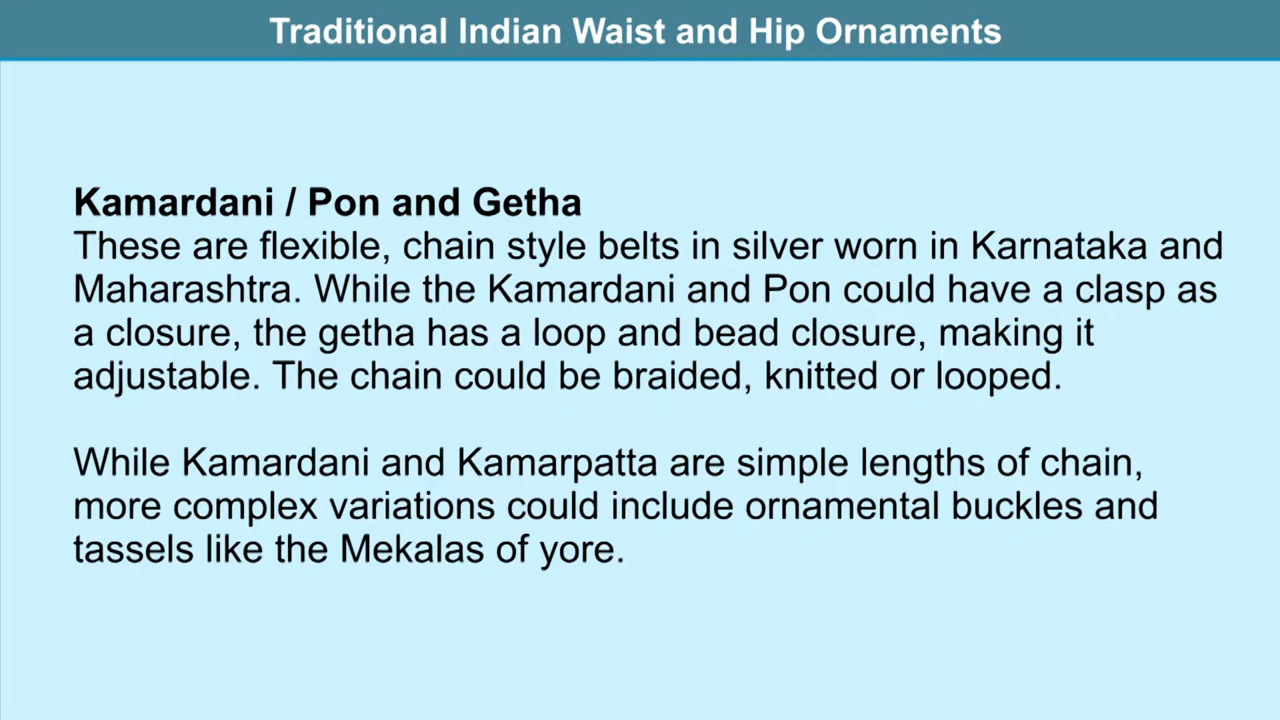 Traditional Indian Waist and Hip Ornaments
Kamardani / Pon and Getha
These are flexible, chain style belts in silver worn in Karnataka and
Maharashtra. While the Kamardani and Pon could have a clasp as
a closure, the getha has a loop and bead closure, making it
adjustable. The chain could be braided, knitted or looped.
While Kamardani and Kamarpatta are simple lengths of chain,
more complex variations could include ornamental buckles and
tassels like the Mekalas of yore.